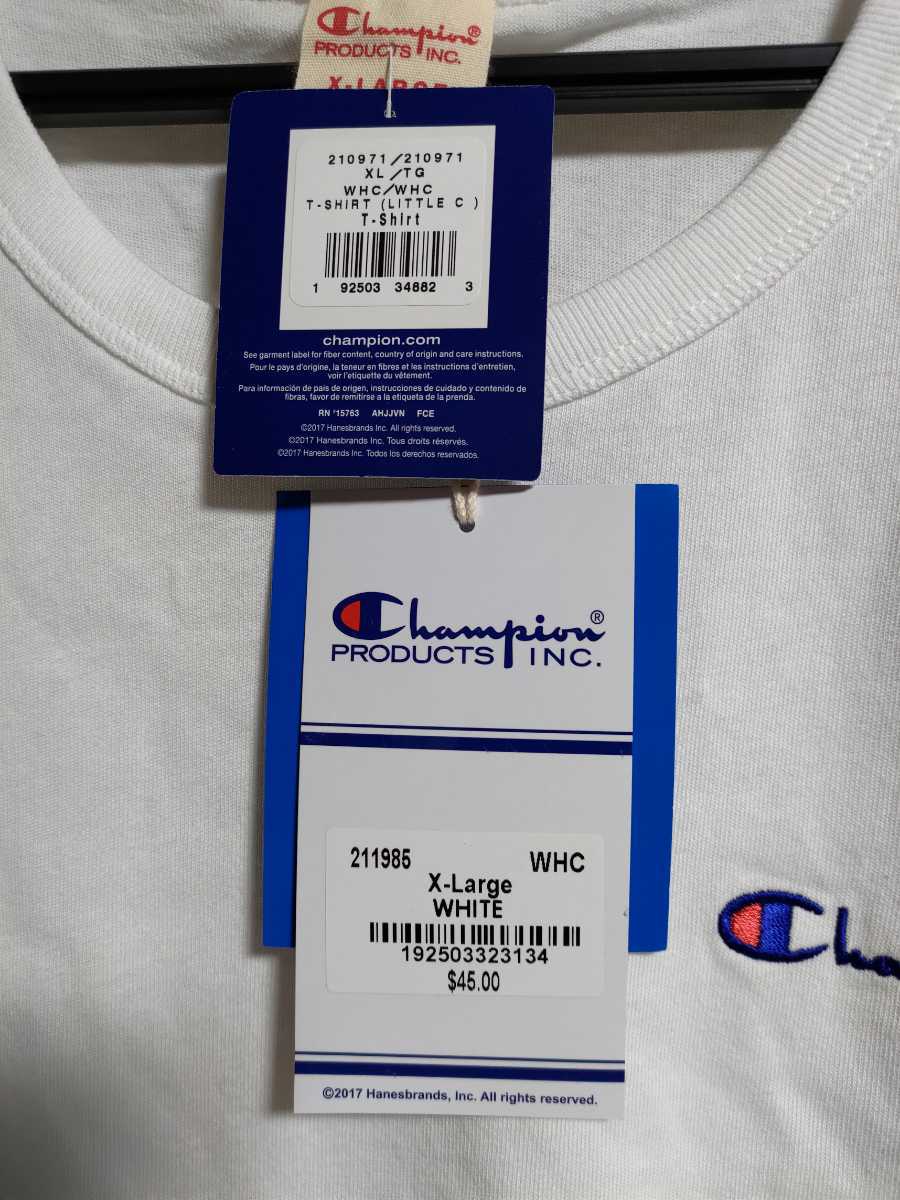 Champion®
PRODUCTS INC.
X-LARGE
210971/210971
XL/TG
WHC/WHC
T-SHIRT (LITTLE C )
T-Shirt
1 92503 34882 3
champion.com
See garment label for fiber content, country of origin and care instructions.
Pour le pays d'origine, la teneur en fibres et les instructions d'entretien,
voir l'etiquette du vêtement.
Para información de pais de origen, instrucciones de cuidado y contenido de
fibras, favor de remitirse a la etiqueta de la prenda.
RN #15763 AHJJVN FCE
©2017 Hanesbrands Inc. All rights reserved.
©2017 Hanesbrands Inc. Tous droits réservés.
©2017 Hanesbrands Inc. Todos los derechos reservados.
Champion®
PRODUCTS INC.
211985 WHC
X-Large
WHITE
192503323134
$45.00
©2017 Hanesbrands, Inc. All rights reserved.
Cha